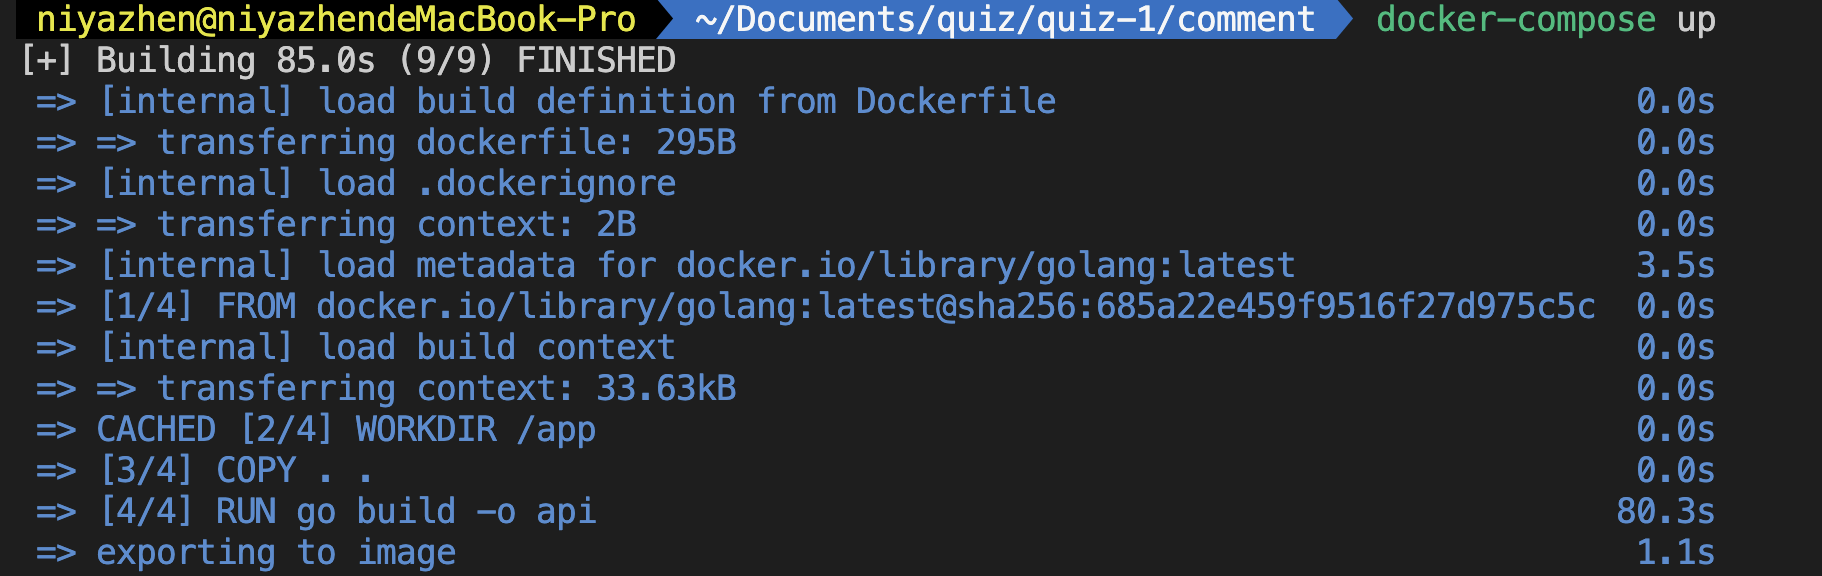 niyazhen@niyazhendeMacBook-Pro ~/Documents/quiz/quiz-1/comment docker-compose up
[+] Building 85.0s (9/9) FINISHED
=> [internal] load build definition from Dockerfile 0.0s
=> => transferring dockerfile: 295B 0.0s
=> [internal] load .dockerignore 0.0s
=> => transferring context: 2B 0.0s
=> [internal] load metadata for docker.io/library/golang:latest 3.5s
=> [1/4] FROM docker.io/library/golang:latest@sha256:685a22e459f9516f27d975c5c 0.0s
=> [internal] load build context 0.0s
=> => transferring context: 33.63kB 0.0s
=> CACHED [2/4] WORKDIR /app 0.0s
=> [3/4] COPY . . 0.0s
=> [4/4] RUN go build -o api 80.3s
=> exporting to image 1.1s